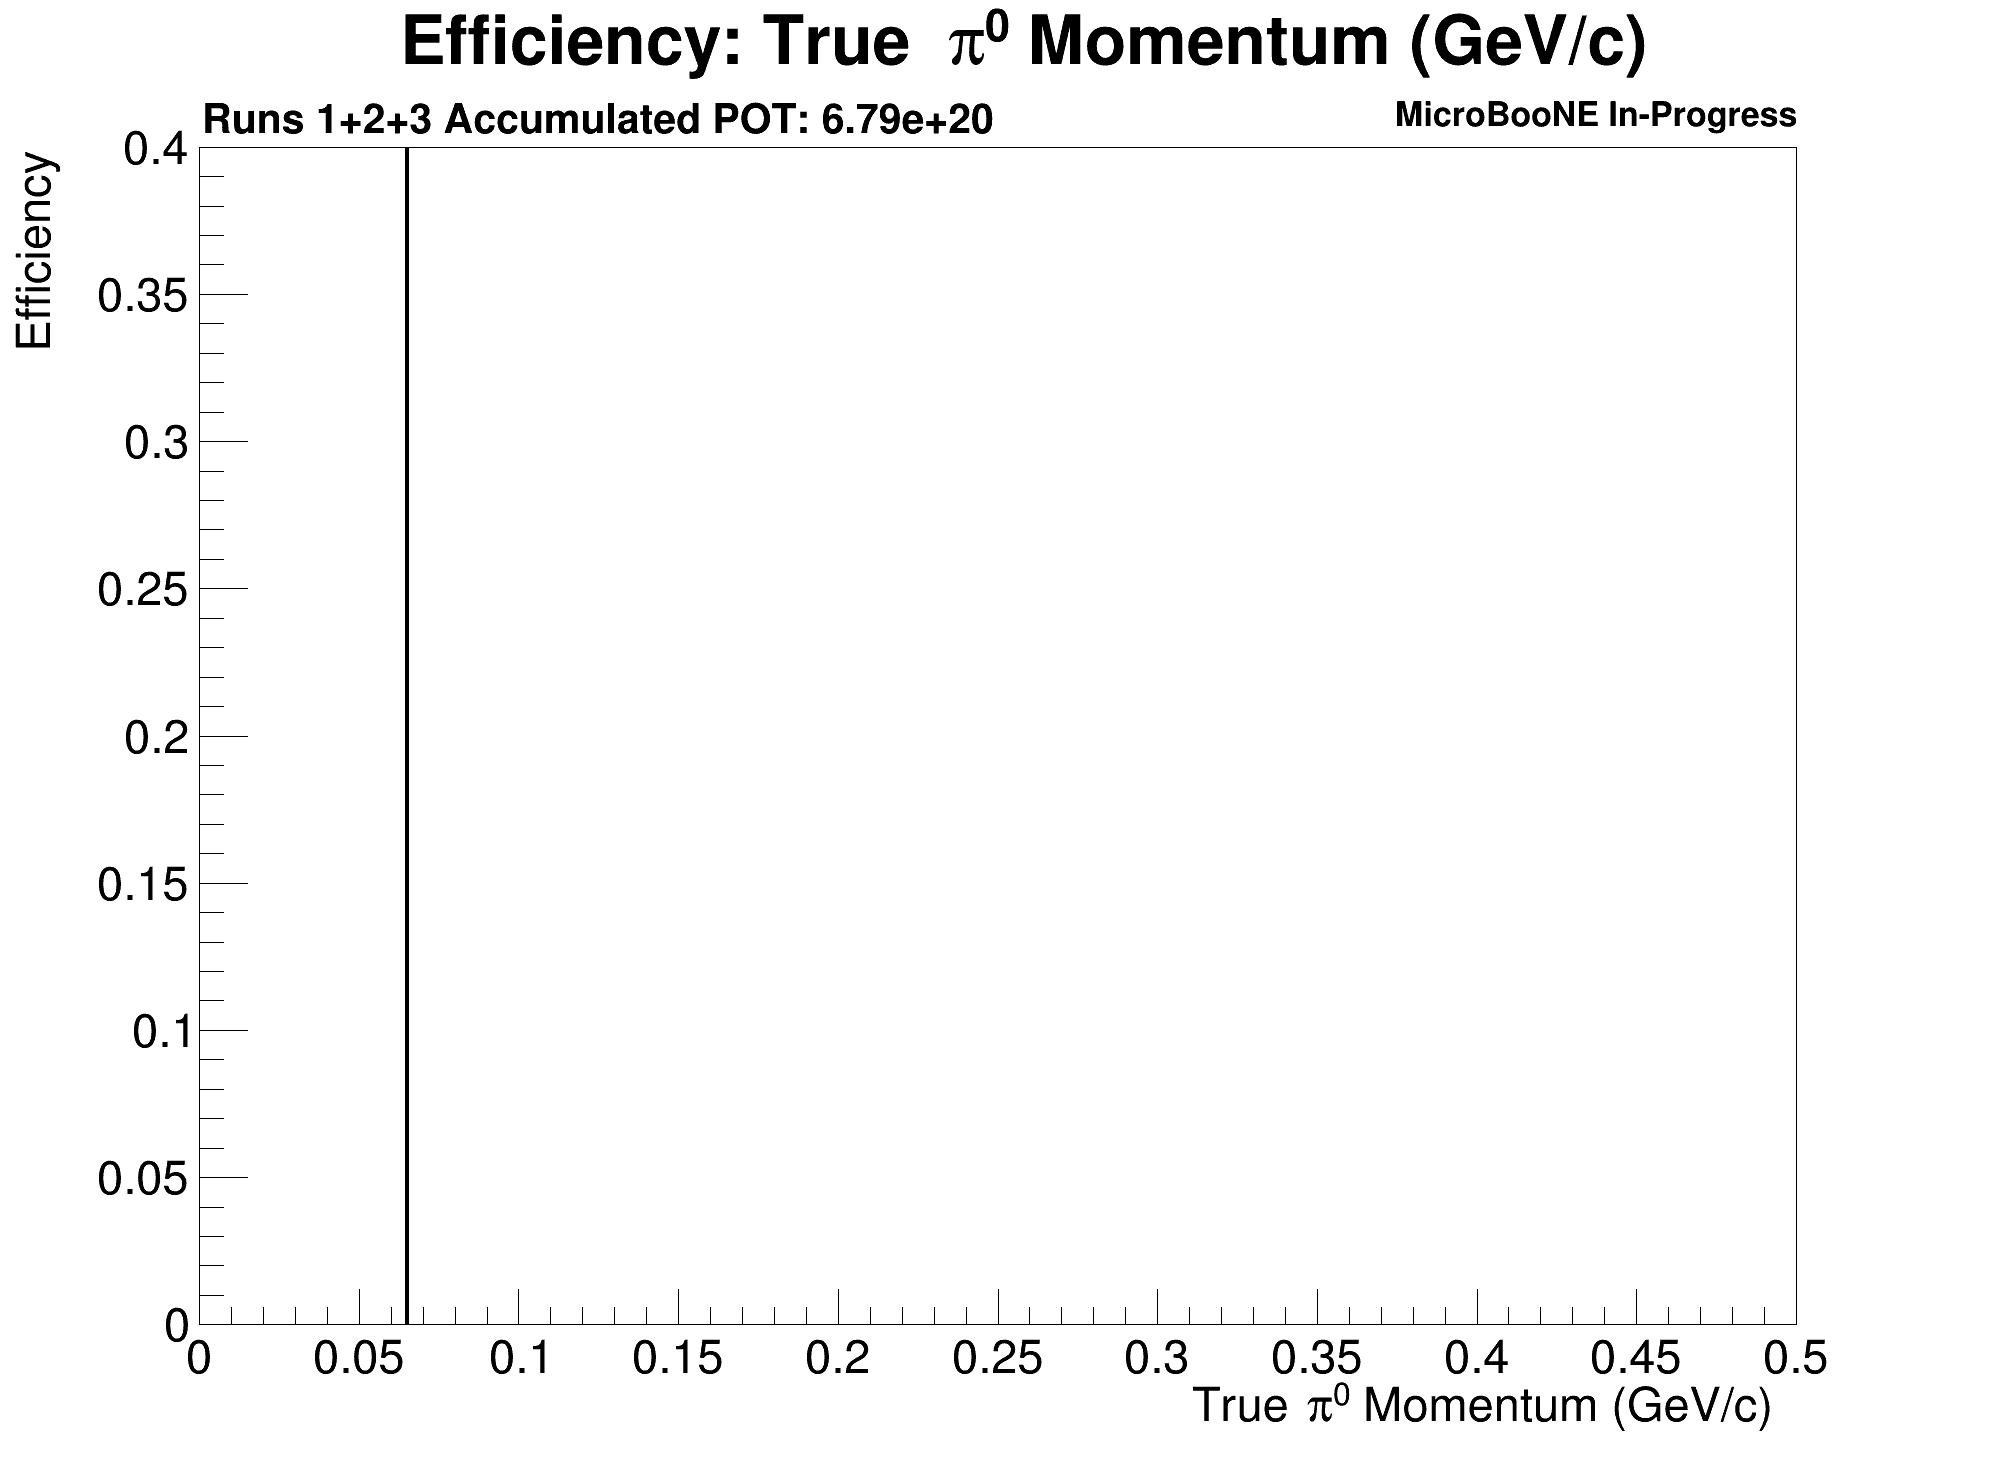 Efficiency: True π⁰ Momentum (GeV/c)
Runs 1+2+3 Accumulated POT: 6.79e+20
MicroBooNE In-Progress
Efficiency
0.4
0.35
0.3
0.25
0.2
0.15
0.1
0.05
0
0 0.05 0.1 0.15 0.2 0.25 0.3 0.35 0.4 0.45 0.5
True π⁰ Momentum (GeV/c)